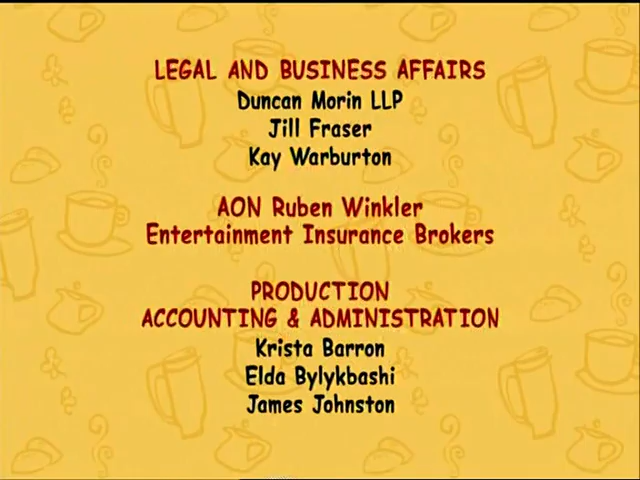 LEGAL AND BUSINESS AFFAIRS
Duncan Morin LLP
Jill Fraser
Kay Warburton
AON Ruben Winkler
Entertainment Insurance Brokers
PRODUCTION
ACCOUNTING & ADMINISTRATION
Krista Barron
Elda Bylykbashi
James Johnston